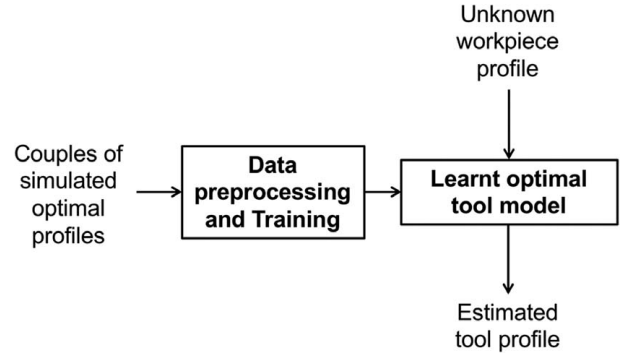 Unknown
workpiece
profile
Couples of
simulated
optimal
profiles
Data
preprocessing
and Training
Learnt optimal
tool model
Estimated
tool profile